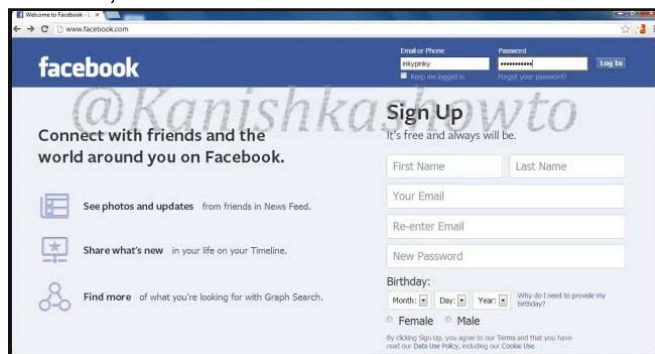 Welcome to Facebook - L
www.facebook.com
facebook
Email or Phone
Password
inkypinky
Log In
Keep me logged in
Forgot your password?
@Kanishkashowto
Connect with friends and the
world around you on Facebook.
See photos and updates from friends in News Feed.
Share what's new in your life on your Timeline.
Find more of what you're looking for with Graph Search.
Sign Up
It's free and always will be.
First Name
Last Name
Your Email
Re-enter Email
New Password
Birthday:
Month: Day: Year:
Why do I need to provide my
birthday?
Female Male
By clicking Sign Up, you agree to our Terms and that you have
read our Data Use Policy, including our Cookie Use.